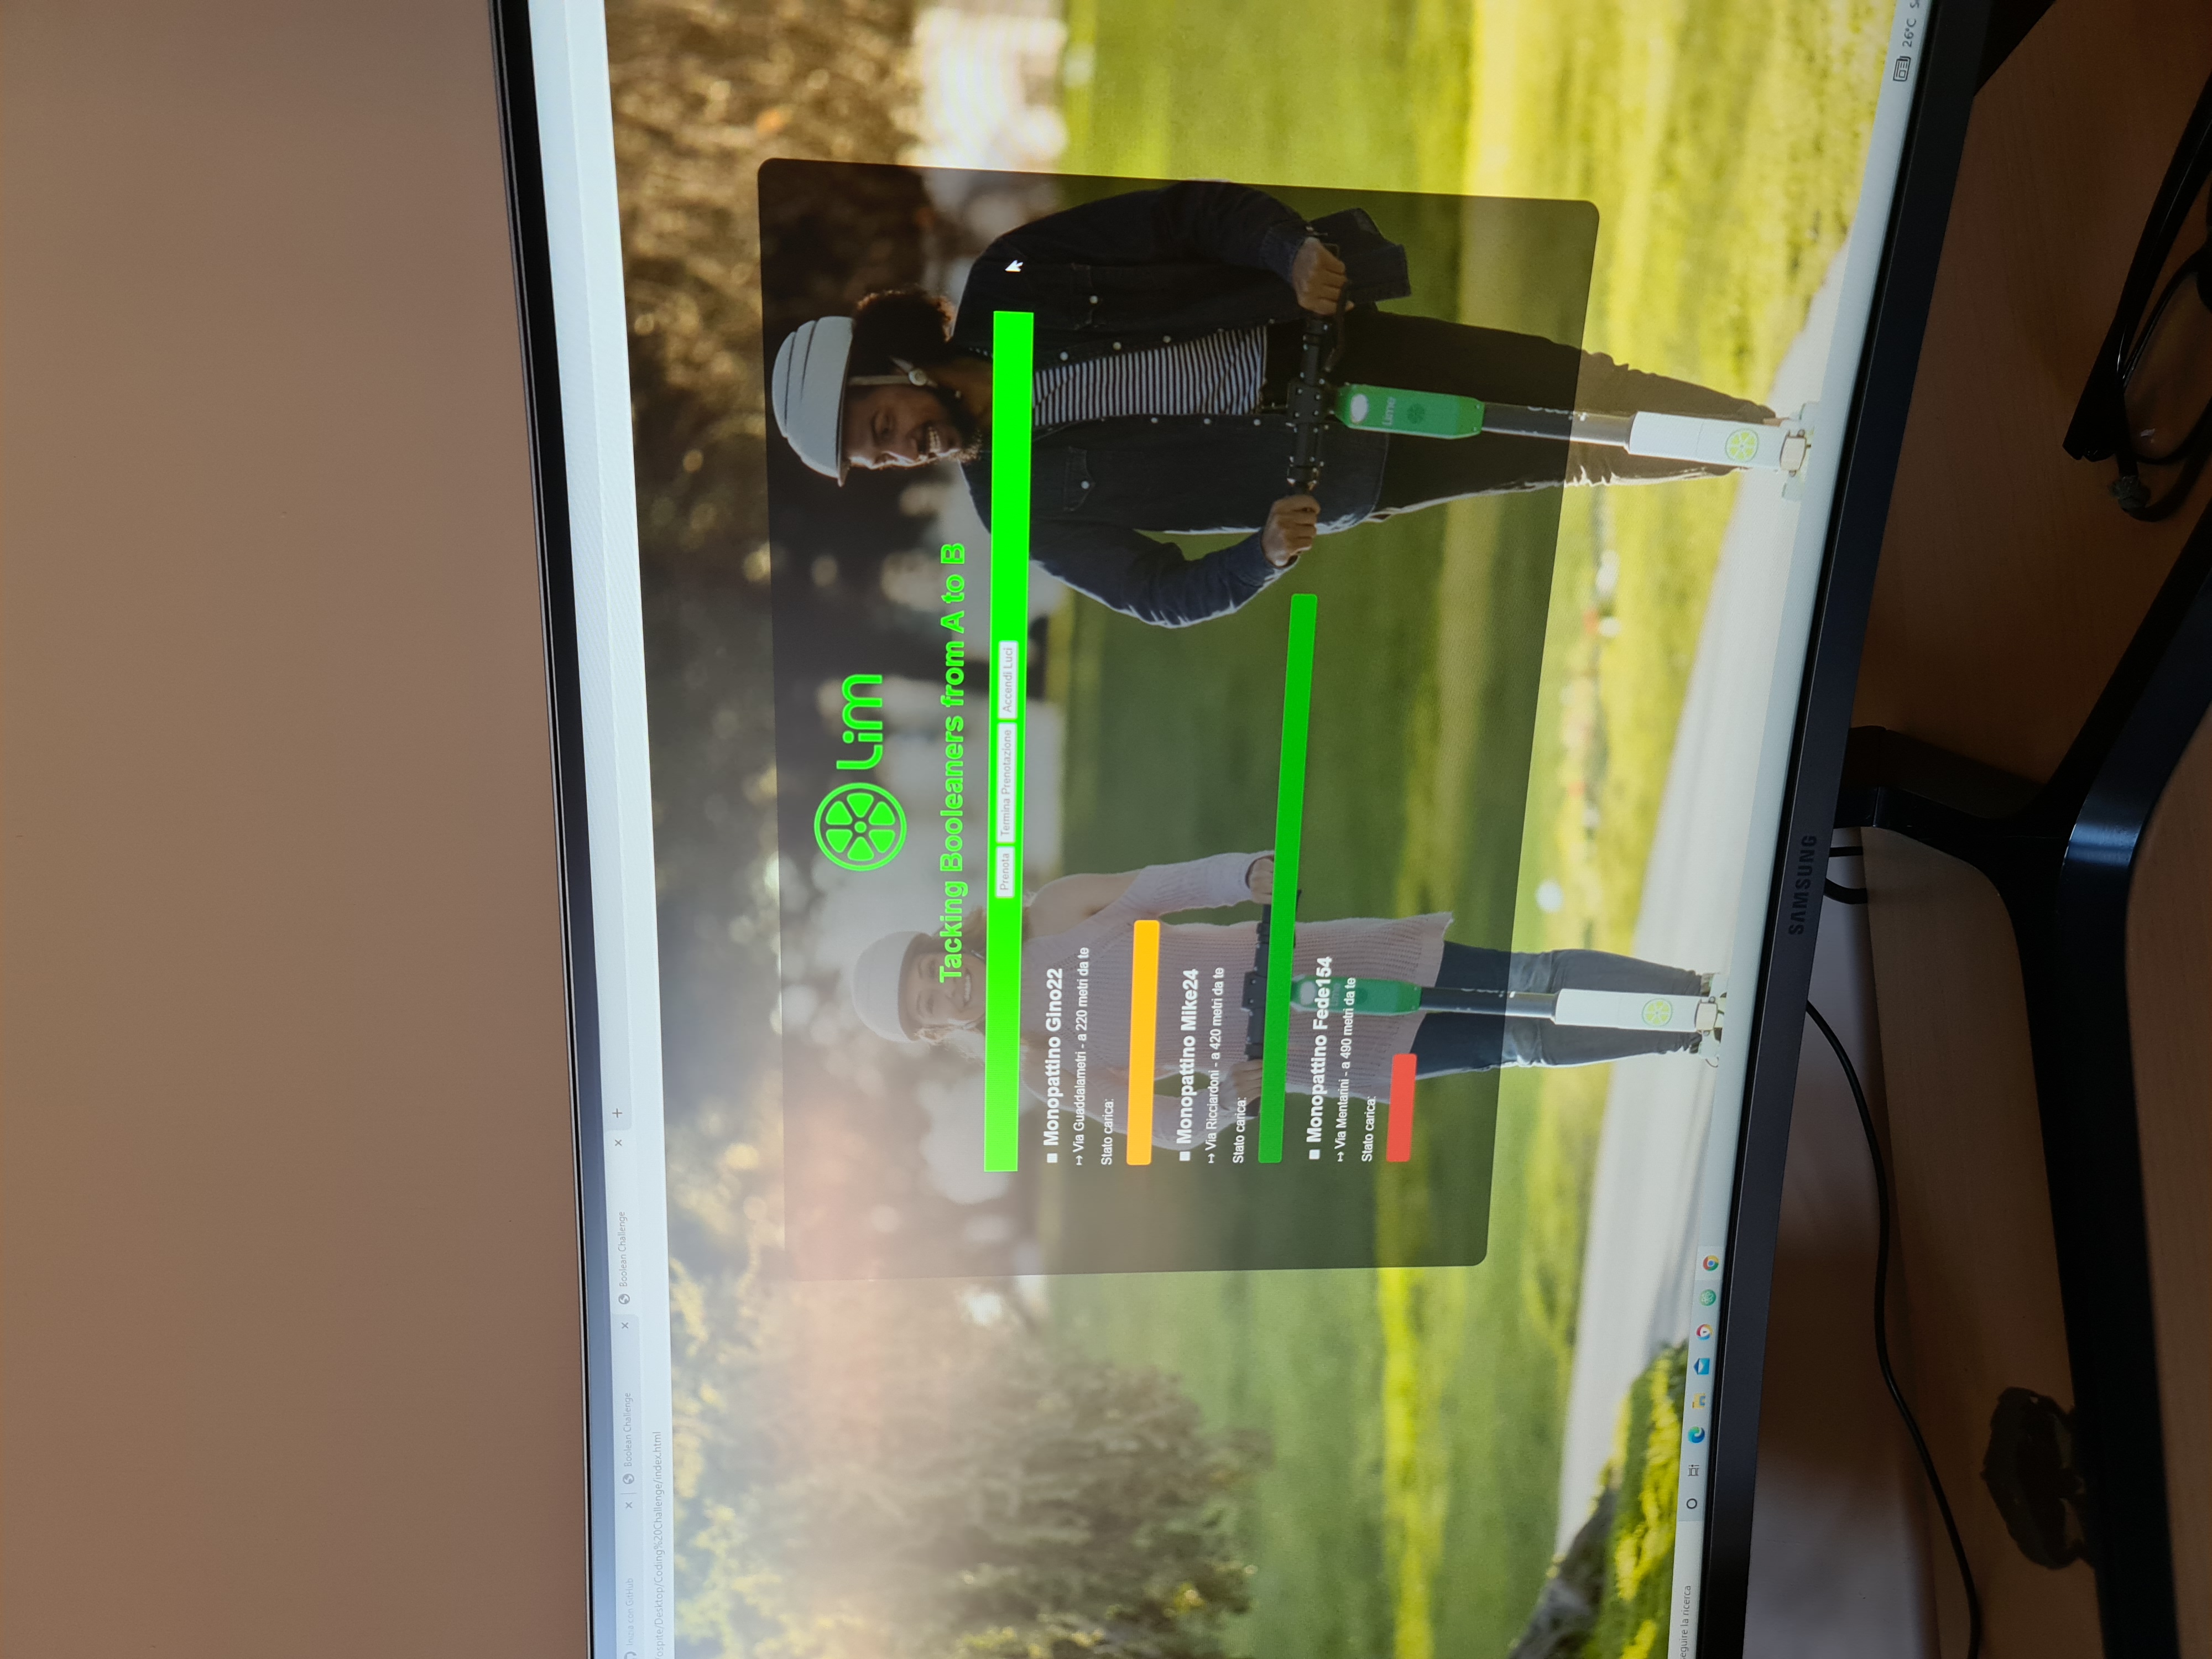 Inizia con GitHub
Boolean Challenge
Boolean Challenge
/ospite/Desktop/Coding%20Challenge/index.html
Lim
Tacking Booleaners from A to B
Prenota Termina Prenotazione Accendi Luci
Monopattino Gino22
↦ Via Guaddalametri - a 220 metri da te
Stato carica:
Monopattino Mike24
↦ Via Ricciardoni - a 420 metri da te
Stato carica:
Monopattino Fede154
↦ Via Mentarini - a 490 metri da te
Stato carica:
Lime
Lime
la ricerca
26°C
SAMSUNG